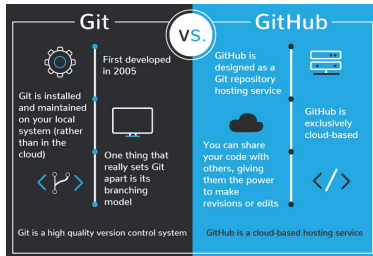 Git
VS.
GitHub
First developed
in 2005
Git is installed
and maintained
on your local
system (rather
than in the
cloud)
One thing that
really sets Git
apart is its
branching
model
Git is a high quality version control system
GitHub is
designed as a
Git repository
hosting service
GitHub is
exclusively
cloud-based
You can share
your code with
others, giving
them the power
to make
revisions or edits
GitHub is a cloud-based hosting service